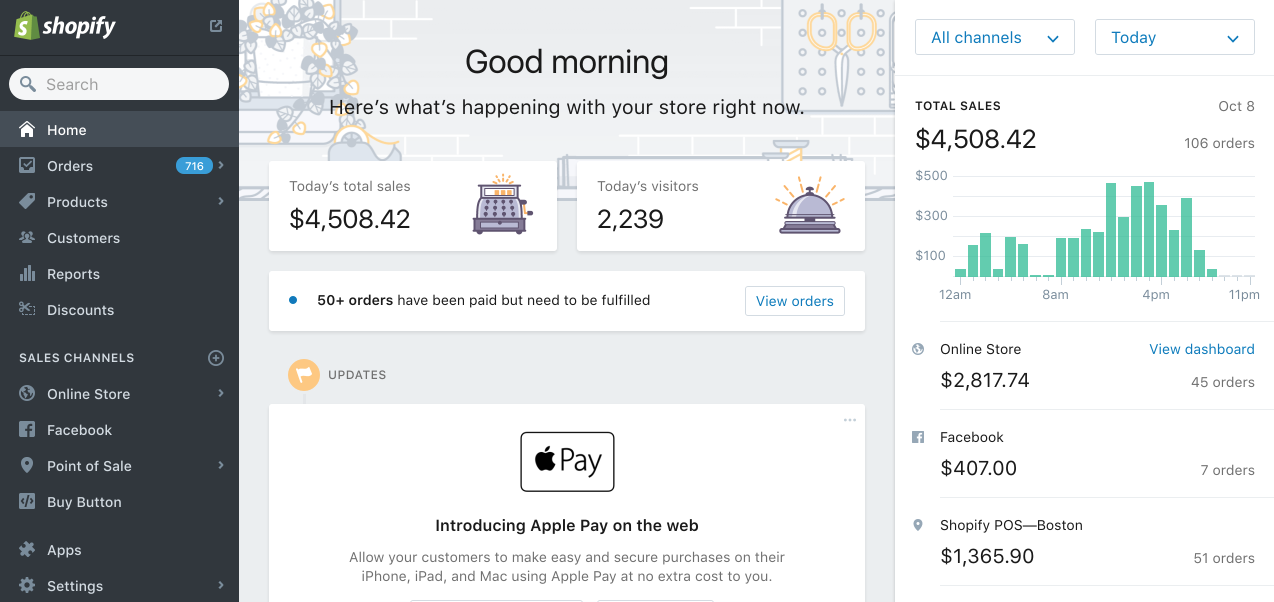 shopify
Search
Home
Orders 716
Products
Customers
Reports
Discounts
SALES CHANNELS
Online Store
Facebook
Point of Sale
Buy Button
Apps
Settings
Good morning
Here's what's happening with your store right now.
Today's total sales
$4,508.42
Today's visitors
2,239
50+ orders have been paid but need to be fulfilled
View orders
UPDATES
Pay
Introducing Apple Pay on the web
Allow your customers to make easy and secure purchases on their
iPhone, iPad, and Mac using Apple Pay at no extra cost to you.
All channels
Today
TOTAL SALES Oct 8
$4,508.42 106 orders
$500
$300
$100
12am 8am 4pm 11pm
Online Store View dashboard
$2,817.74 45 orders
Facebook
$407.00 7 orders
Shopify POS—Boston
$1,365.90 51 orders